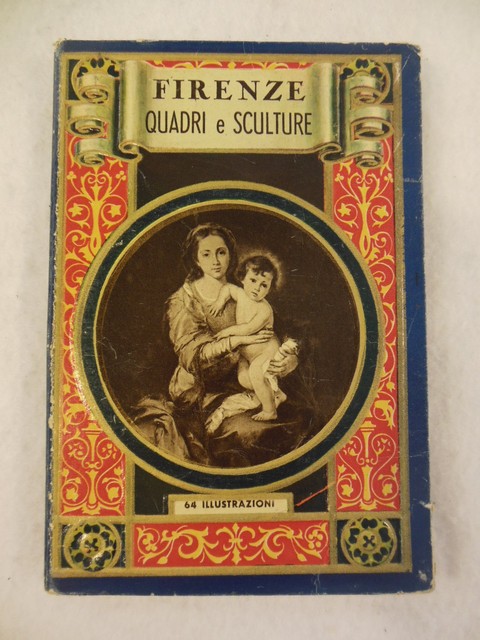 FIRENZE
QUADRI e SCULTURE
64 ILLUSTRAZIONI